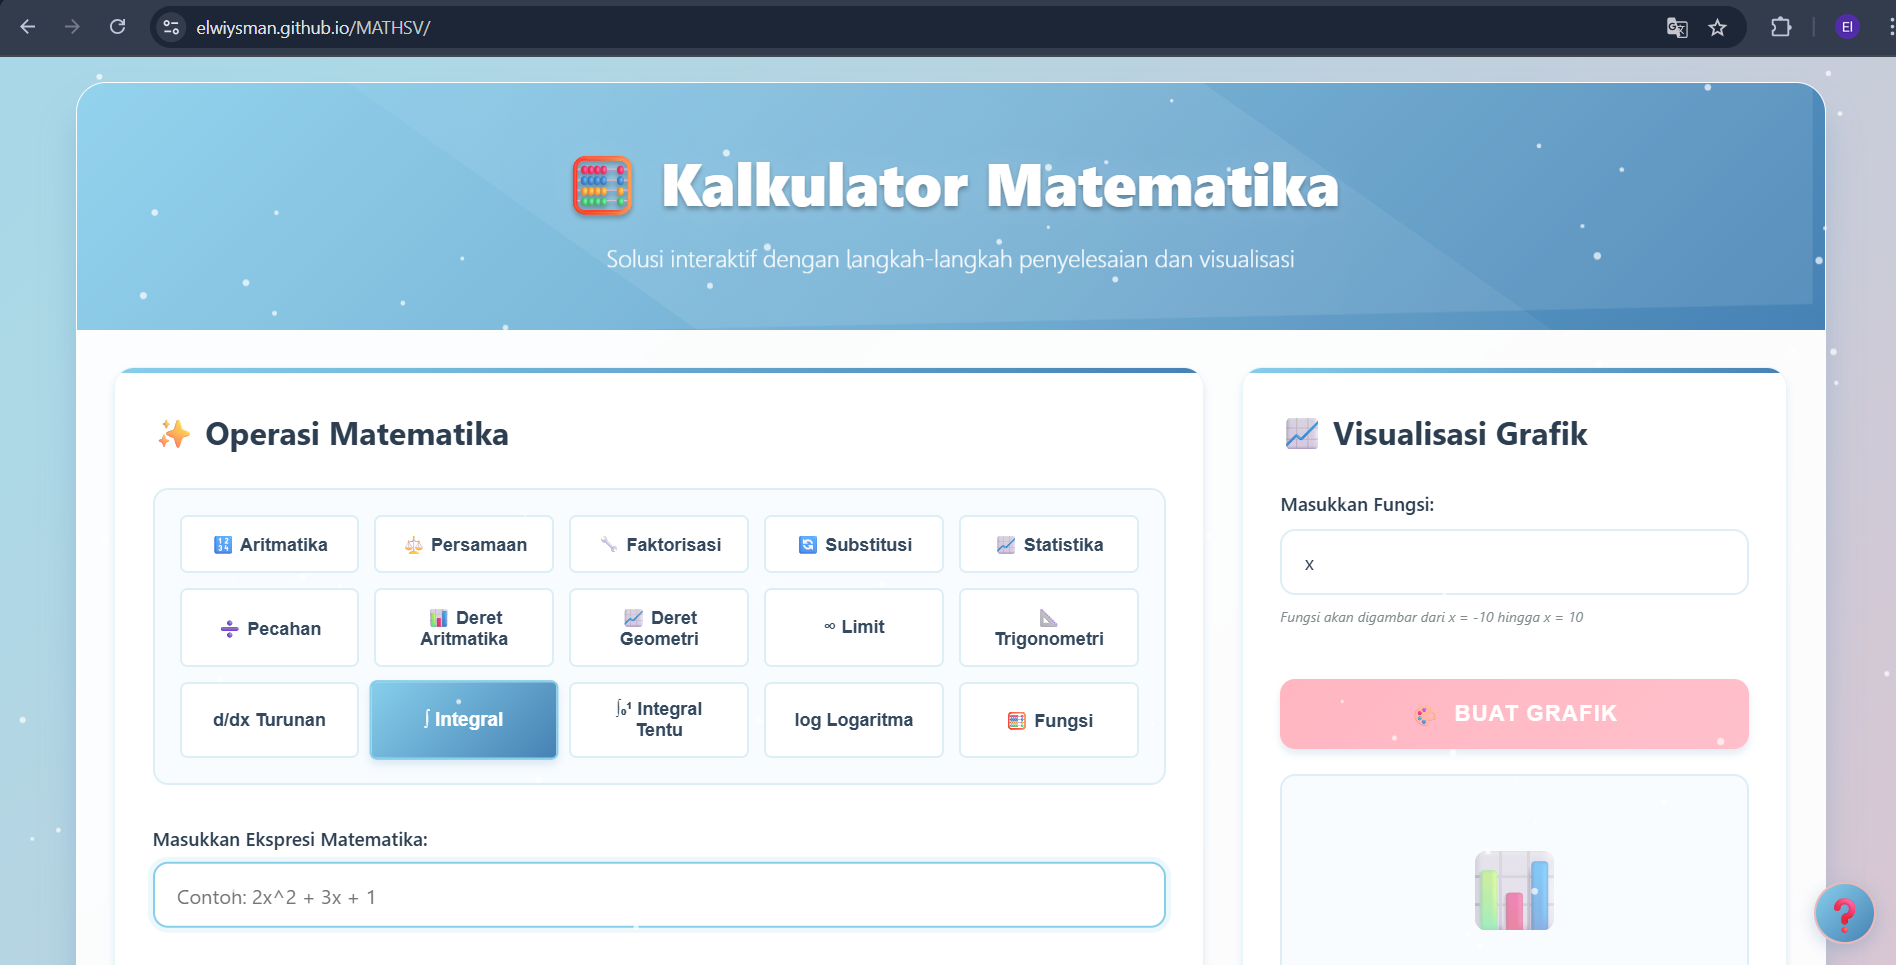 elwiysman.github.io/MATHSV/
El
Kalkulator Matematika
Solusi interaktif dengan langkah-langkah penyelesaian dan visualisasi
Operasi Matematika
Aritmatika
Persamaan
Faktorisasi
Substitusi
Statistika
Pecahan
Deret
Aritmatika
Deret
Geometri
∞ Limit
Trigonometri
d/dx Turunan
∫ Integral
∫₀¹ Integral
Tentu
log Logaritma
Fungsi
Masukkan Ekspresi Matematika:
Contoh: 2x^2 + 3x + 1
Visualisasi Grafik
Masukkan Fungsi:
x
Fungsi akan digambar dari x = -10 hingga x = 10
BUAT GRAFIK